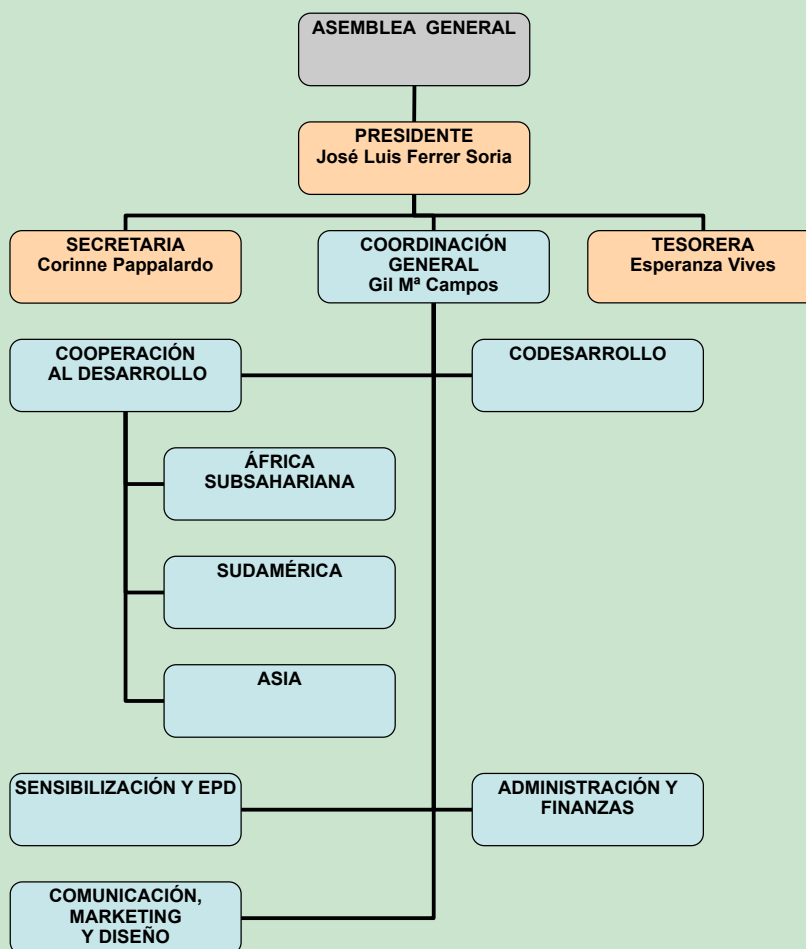 ASEMBLEA GENERAL
PRESIDENTE
José Luis Ferrer Soria
SECRETARIA
Corinne Pappalardo
COORDINACIÓN
GENERAL
Gil Mª Campos
TESORERA
Esperanza Vives
COOPERACIÓN
AL DESARROLLO
CODESARROLLO
ÁFRICA
SUBSAHARIANA
SUDAMÉRICA
ASIA
SENSIBILIZACIÓN Y EPD
ADMINISTRACIÓN Y
FINANZAS
COMUNICACIÓN,
MARKETING
Y DISEÑO